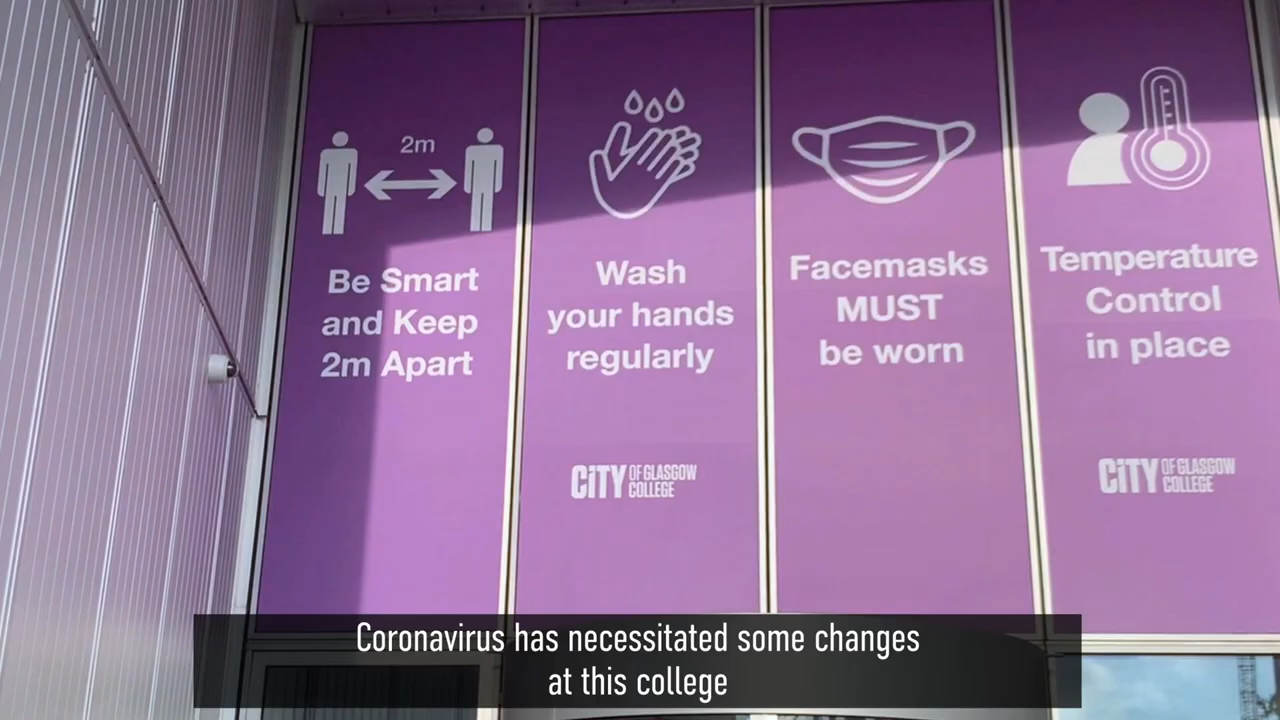 2m
Be Smart
and Keep
2m Apart
Wash
your hands
regularly
CiTY OF GLASGOW
COLLEGE
Facemasks
MUST
be worn
Temperature
Control
in place
CiTY OF GLASGOW
COLLEGE
Coronavirus has necessitated some changes
at this college